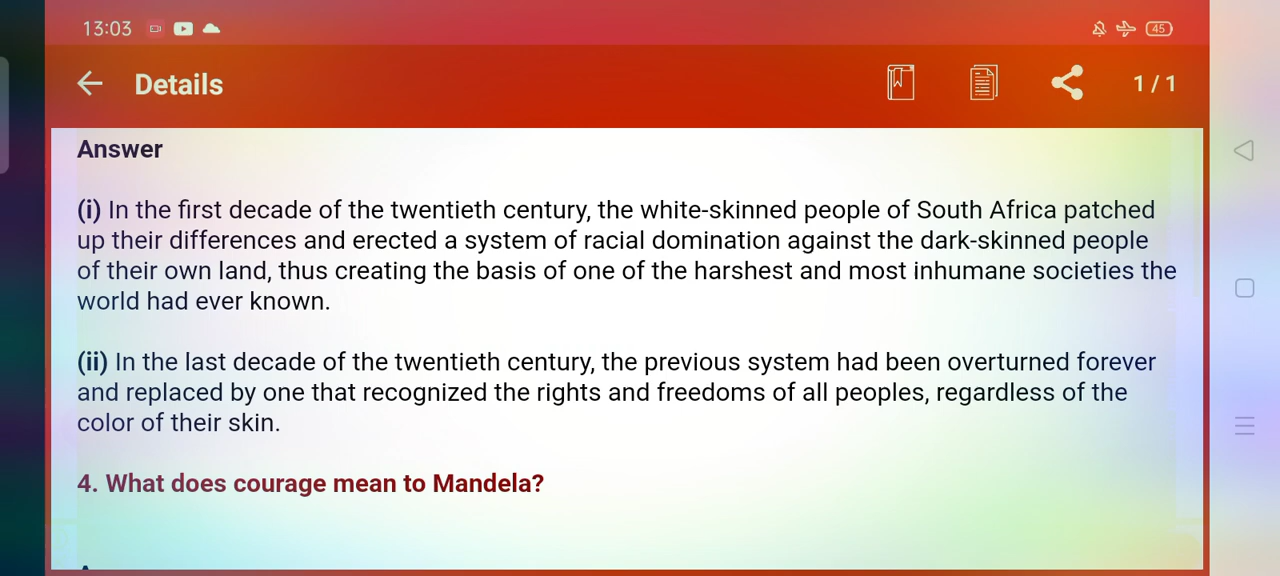 13:03
45
Details
1 / 1
Answer
(i) In the first decade of the twentieth century, the white-skinned people of South Africa patched
up their differences and erected a system of racial domination against the dark-skinned people
of their own land, thus creating the basis of one of the harshest and most inhumane societies the
world had ever known.
(ii) In the last decade of the twentieth century, the previous system had been overturned forever
and replaced by one that recognized the rights and freedoms of all peoples, regardless of the
color of their skin.
4. What does courage mean to Mandela?